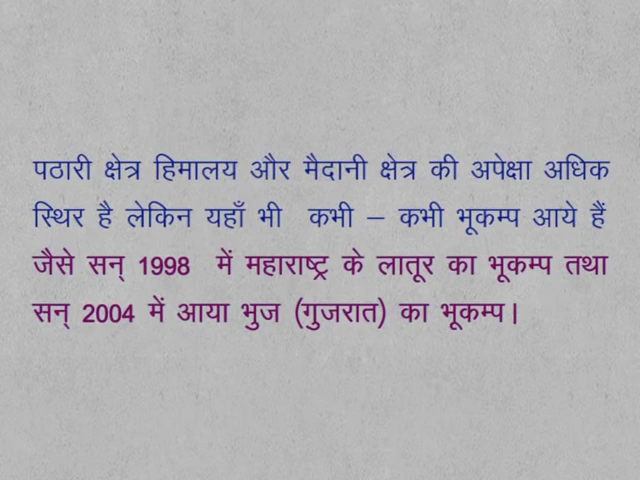 पठारी क्षेत्र हिमालय और मैदानी क्षेत्र की अपेक्षा अधिक
स्थिर है लेकिन यहाँ भी कभी – कभी भूकम्प आये हैं
जैसे सन् 1998 में महाराष्ट्र के लातूर का भूकम्प तथा
सन् 2004 में आया भुज (गुजरात) का भूकम्प।